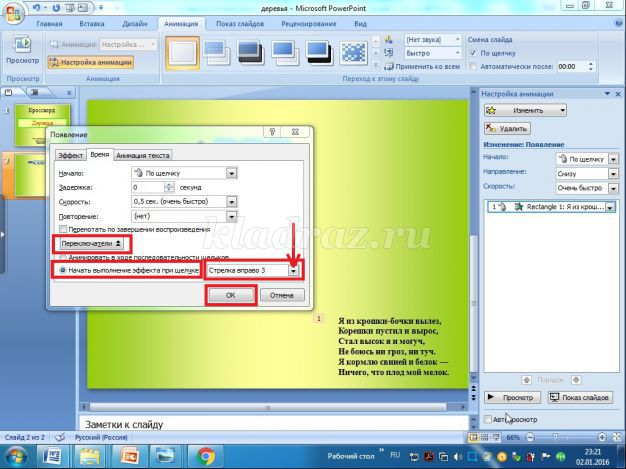 деревья - Microsoft PowerPoint
Главная Вставка Дизайн Анимация Показ слайдов Рецензирование Вид
Просмотр
Просмотр
Анимация: Настройка ...
Настройка анимации
Анимация
[Нет звука]
Быстро
Применить ко всем
Переход к этому слайду
Смена слайда
По щелчку
Автоматически после: 00:00
1
Кроссворд
Деревья
2
Появление
Эффект Время Анимация текста
Начало: По щелчку
Задержка: 0 секунд
Скорость: 0,5 сек. (очень быстро)
Повторение: (нет)
Перемотать по завершении воспроизведения
Переключатели
Анимировать в ходе последовательности щелчков
Начать выполнение эффекта при щелчке Стрелка вправо 3
ОК Отмена
kladraz.ru
1
Я из крошки-бочки вылез,
Корешки пустил и вырос,
Стал высок я и могуч,
Не боюсь ни гроз, ни туч.
Я кормлю свиней и белок —
Ничего, что плод мой мелок.
Заметки к слайду
Настройка анимации
Изменить
Удалить
Изменение: Появление
Начало: По щелчку
Направление: Снизу
Скорость: Очень быстро
1 Rectangle 1: Я из крош...
Порядок
Просмотр Показ слайдов
Автопросмотр
Слайд 2 из 2 Русский (Россия) 66%
Рабочий стол » RU 23:21
02.01.2016